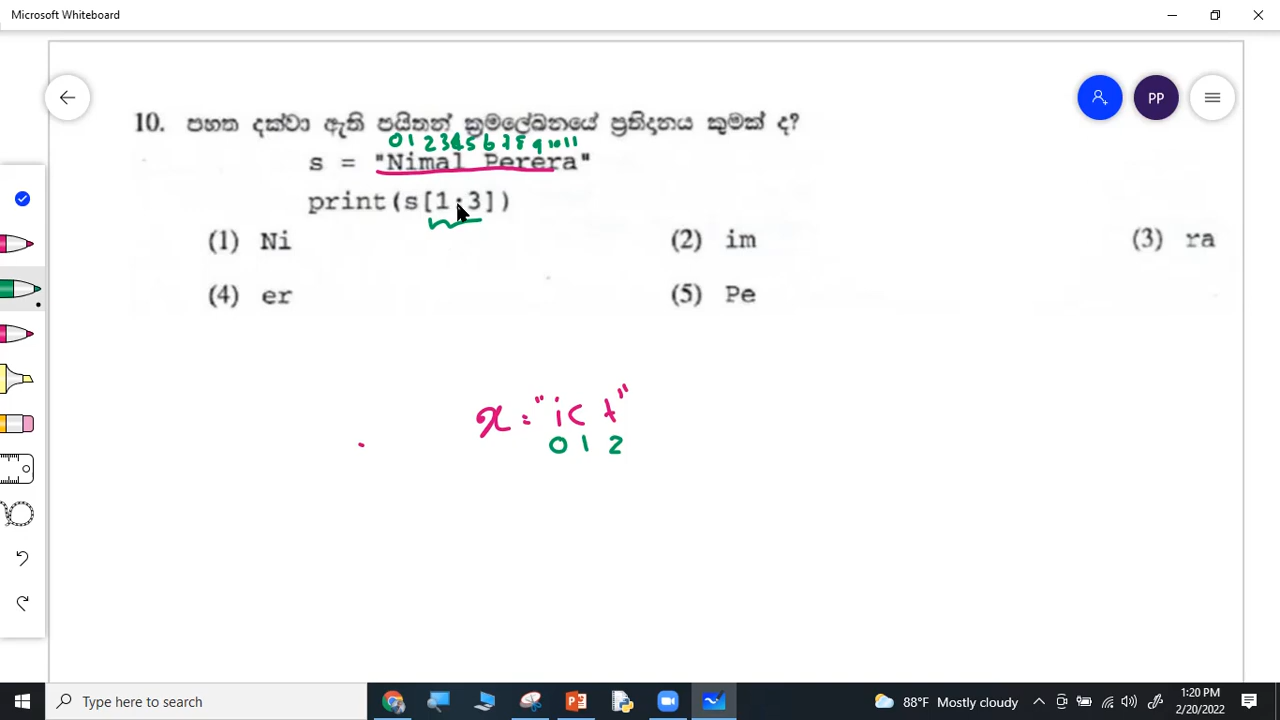 Microsoft Whiteboard
PP
10. පහත දක්වා ඇති පයිතන් ක්‍රමලේඛනයේ ප්‍රතිදානය කුමක් ද?
0 1 2 3 4 5 6 7 8 9 10 11
s = "Nimal Perera"
print(s[1:3])
(1) Ni (2) im (3) ra
(4) er (5) Pe
x = "ict"
0 1 2
Type here to search
88°F Mostly cloudy
1:20 PM
2/20/2022